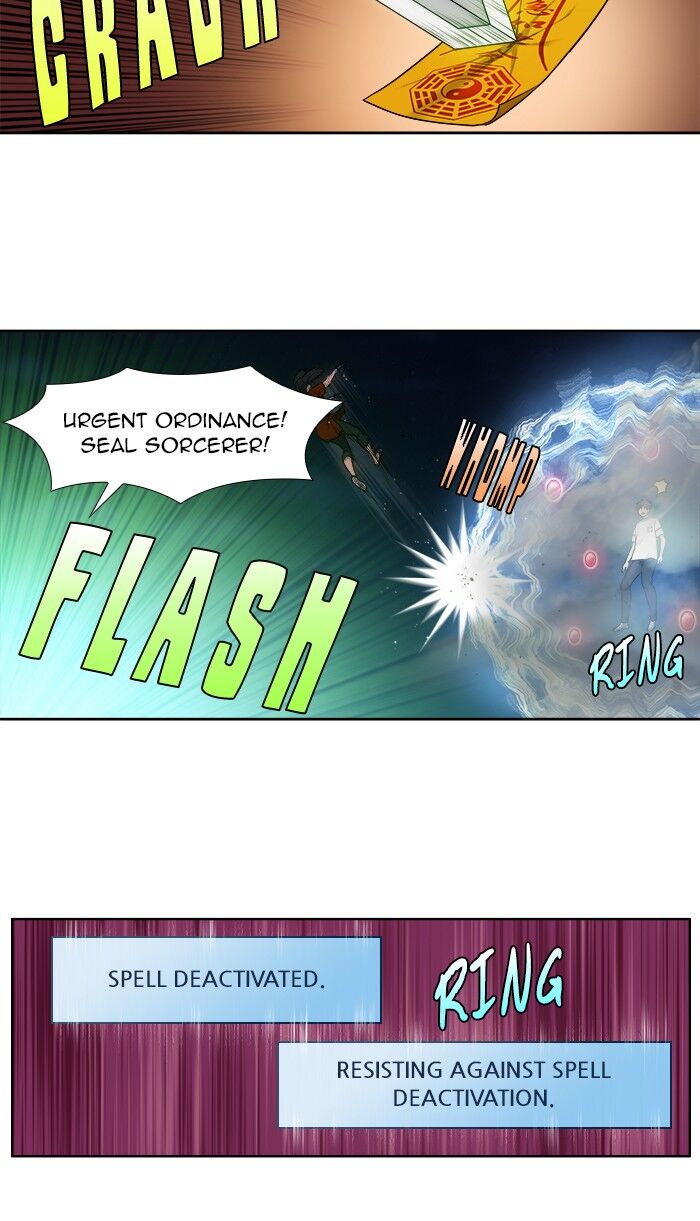 CRASH
URGENT ORDINANCE!
SEAL SORCERER!
WHOMP
FLASH
RING
SPELL DEACTIVATED.
RING
RESISTING AGAINST SPELL
DEACTIVATION.